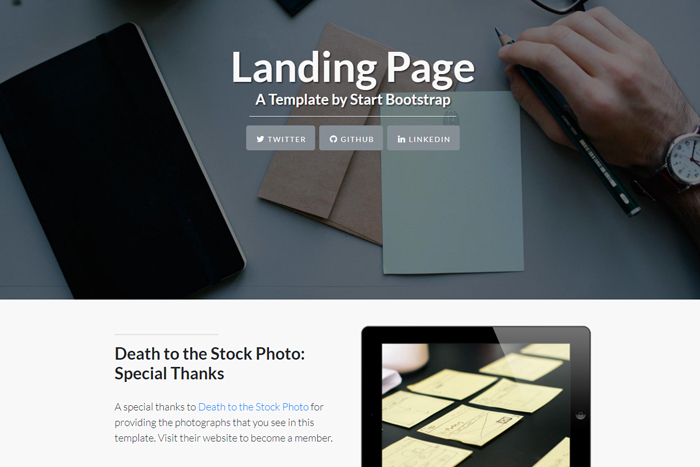 Landing Page
A Template by Start Bootstrap
TWITTER GITHUB LINKEDIN
Death to the Stock Photo:
Special Thanks
A special thanks to Death to the Stock Photo for
providing the photographs that you see in this
template. Visit their website to become a member.